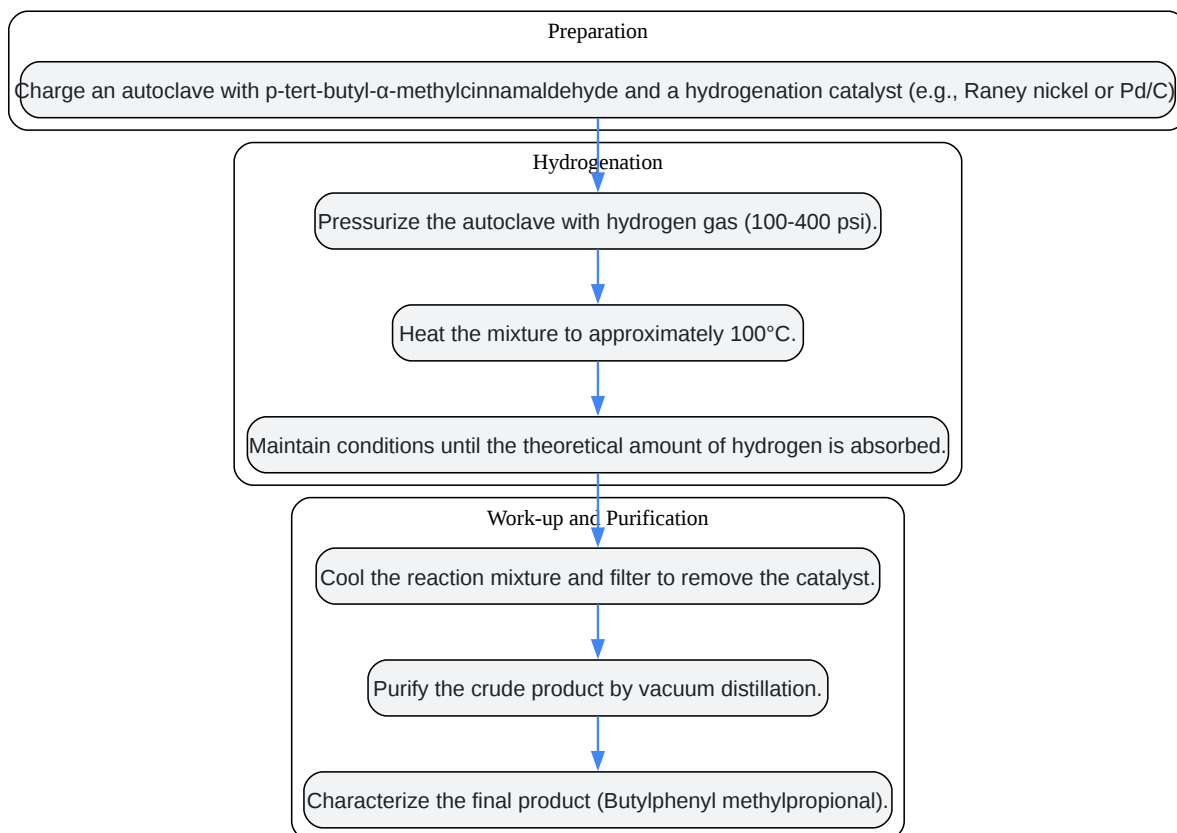 Preparation
Charge an autoclave with p-tert-butyl-α-methylcinnamaldehyde and a hydrogenation catalyst (e.g., Raney nickel or Pd/C)
Hydrogenation
Pressurize the autoclave with hydrogen gas (100-400 psi).
Heat the mixture to approximately 100°C.
Maintain conditions until the theoretical amount of hydrogen is absorbed.
Work-up and Purification
Cool the reaction mixture and filter to remove the catalyst.
Purify the crude product by vacuum distillation.
Characterize the final product (Butylphenyl methylpropional).